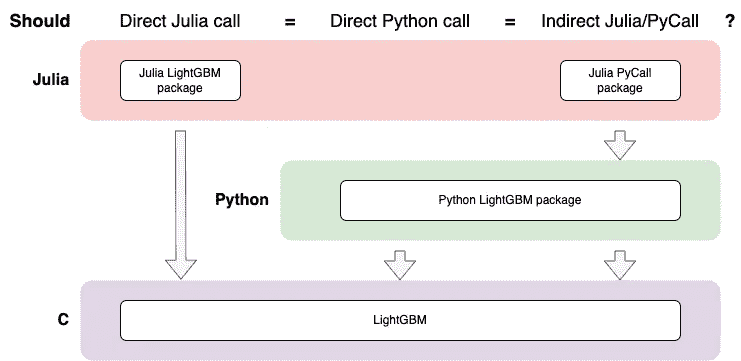 Should Direct Julia call = Direct Python call = Indirect Julia/PyCall ?
Julia
Julia LightGBM
package
Julia PyCall
package
Python
Python LightGBM package
C
LightGBM